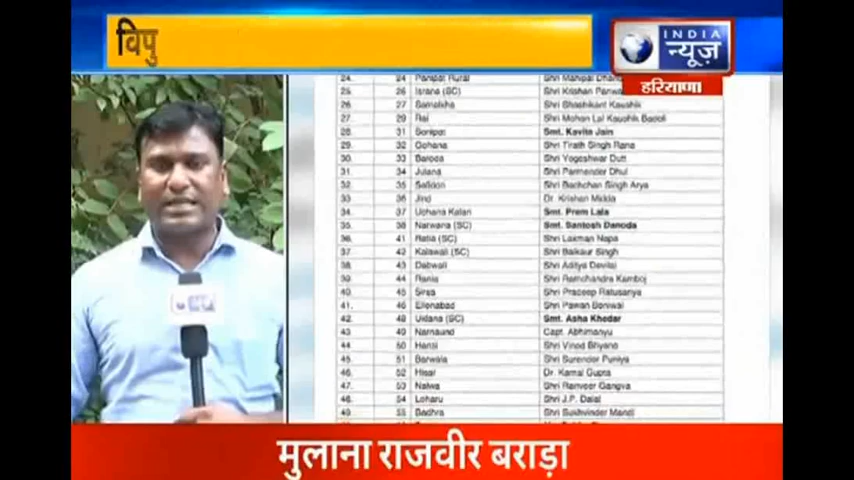 विपु
INDIA
न्यूज़
हरियाणा
24. 24 Panipat Rural Shri Mahipal
25. 26 Israna (SC) Shri Krishan
26. 27 Samalkha Shri Shashikant Kaushik
27. 29 Rai Shri Mohan Lal Kaushik Badoli
28. 31 Sonipat Smt. Kavita Jain
29. 32 Gohana Shri Tirath Singh Rana
30. 33 Baroda Shri Yogeshwar Dutt
31. 34 Julana Shri Parmender Dhul
32. 35 Safidon Shri Bachchan Singh Arya
33. 36 Jind Dr. Krishan Midda
34. 37 Uchana Kalan Smt. Prem Lata
35. 38 Narwana (SC) Smt. Santosh Danoda
36. 41 Ratia (SC) Shri Laxman Napa
37. 42 Kalawali (SC) Shri Balkaur Singh
38. 43 Dabwali Shri Aditya Devilal
39. 44 Rania Shri Ramchandra Kamboj
40. 45 Sirsa Shri Pradeep Ratusariya
41. 46 Ellenabad Shri Pawan Beniwal
42. 48 Uklana (SC) Smt. Asha Khedar
43. 49 Narnaund Capt. Abhimanyu
44. 50 Hansi Shri Vinod Bhyana
45. 51 Barwala Shri Surender Puniya
46. 52 Hisar Dr. Kamal Gupta
47. 53 Nalwa Shri Ranveer Gangwa
48. 54 Loharu Shri J.P. Dalal
49. 55 Badhra Shri Sukhvinder Mandi
मुलाना राजवीर बराड़ा